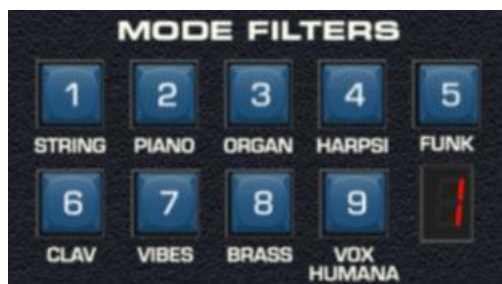 MODE FILTERS
1 2 3 4 5
STRING PIANO ORGAN HARPSI FUNK
6 7 8 9 1
CLAV VIBES BRASS VOX
HUMANA